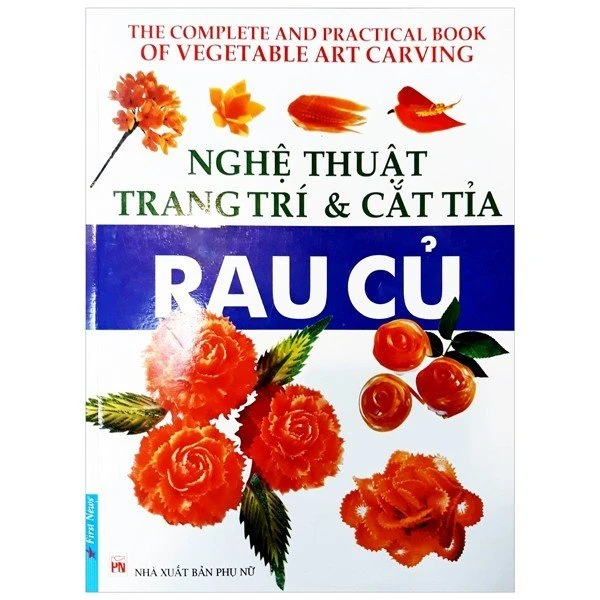 THE COMPLETE AND PRACTICAL BOOK
OF VEGETABLE ART CARVING
NGHỆ THUẬT
TRANG TRÍ & CẮT TỈA
RAU CỦ
First News
PN
NHÀ XUẤT BẢN PHỤ NỮ